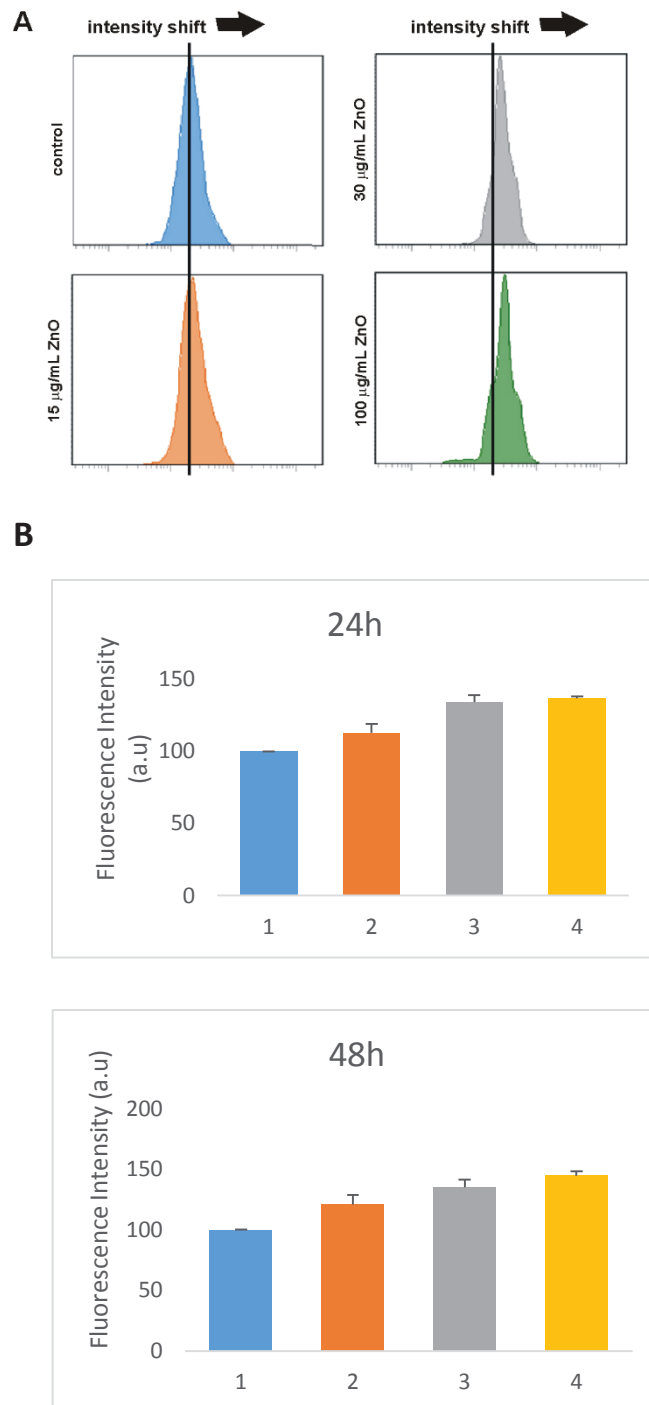 A
intensity shift
intensity shift
control
30 μg/mL ZnO
15 μg/mL ZnO
100 μg/mL ZnO
B
24h
Fluorescence Intensity
(a.u)
150
100
50
0
1 2 3 4
48h
Fluorescence Intensity (a.u)
200
150
100
50
0
1 2 3 4